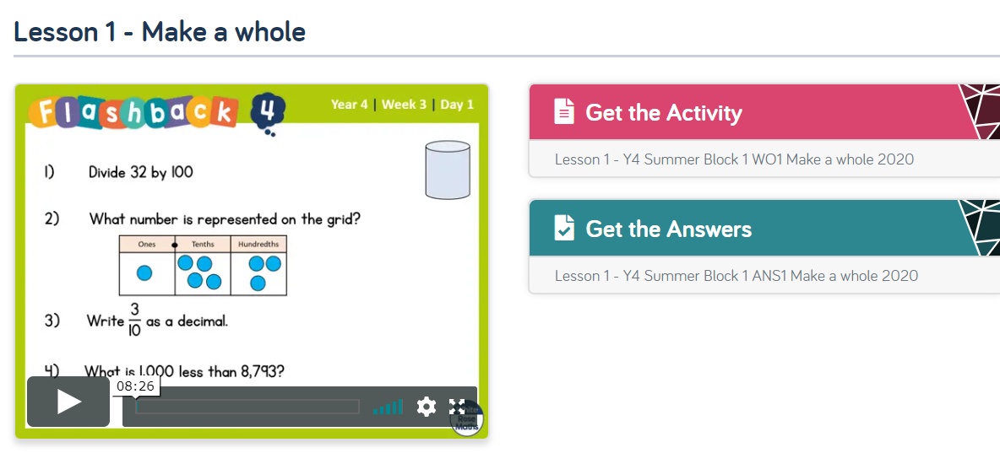 Lesson 1 - Make a whole
Flashback 4
Year 4 | Week 3 | Day 1
1) Divide 32 by 100
2) What number is represented on the grid?
Ones Tenths Hundredths
3) Write 3/10 as a decimal.
4) What is 1,000 less than 8,793?
08:26
White
Rose
Maths
Get the Activity
Lesson 1 - Y4 Summer Block 1 WO1 Make a whole 2020
Get the Answers
Lesson 1 - Y4 Summer Block 1 ANS1 Make a whole 2020